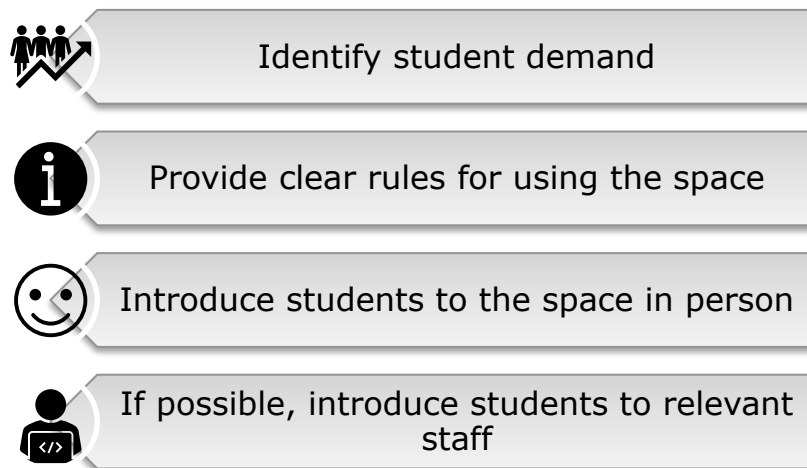 Identify student demand
Provide clear rules for using the space
Introduce students to the space in person
If possible, introduce students to relevant
staff
</>